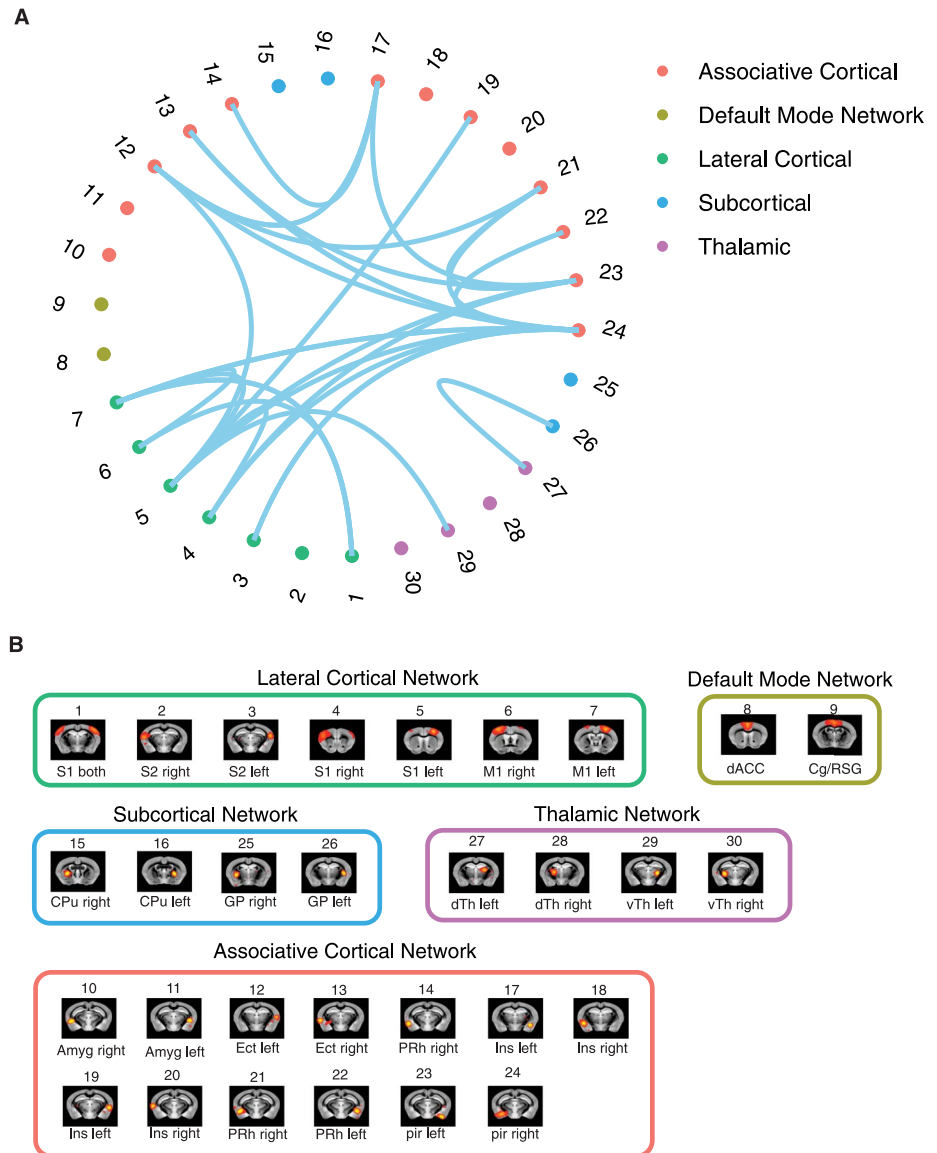 A
15
16
17
18
19
20
21
22
23
24
25
26
27
28
29
30
1
2
3
4
5
6
7
8
9
10
11
12
13
14
Associative Cortical
Default Mode Network
Lateral Cortical
Subcortical
Thalamic
B
Lateral Cortical Network
1 2 3 4 5 6 7
S1 both S2 right S2 left S1 right S1 left M1 right M1 left
Default Mode Network
8 9
dACC Cg/RSG
Subcortical Network
15 16 25 26
CPu right CPu left GP right GP left
Thalamic Network
27 28 29 30
dTh left dTh right vTh left vTh right
Associative Cortical Network
10 11 12 13 14 17 18
Amyg right Amyg left Ect left Ect right PRh right Ins left Ins right
19 20 21 22 23 24
Ins left Ins right PRh right PRh left pir left pir right